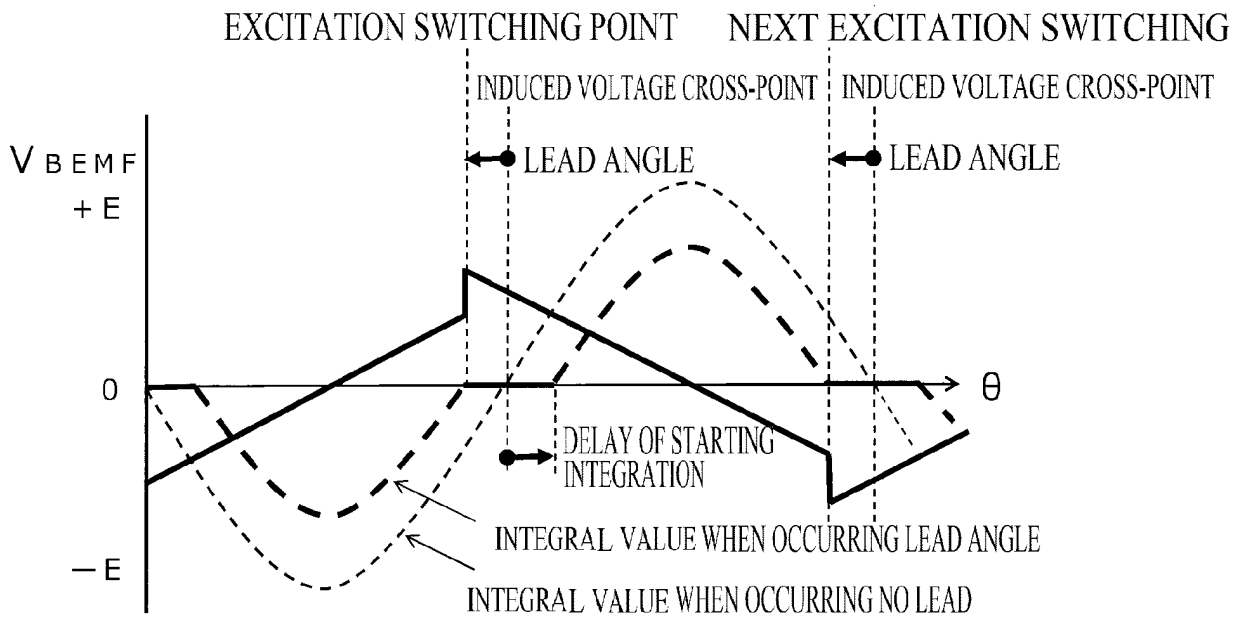 EXCITATION SWITCHING POINT
NEXT EXCITATION SWITCHING
INDUCED VOLTAGE CROSS-POINT
INDUCED VOLTAGE CROSS-POINT
LEAD ANGLE
LEAD ANGLE
V BEMF
+E
0
θ
DELAY OF STARTING
INTEGRATION
INTEGRAL VALUE WHEN OCCURRING LEAD ANGLE
−E
INTEGRAL VALUE WHEN OCCURRING NO LEAD